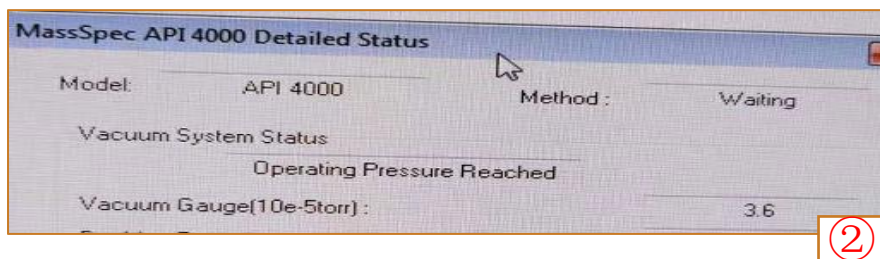 MassSpec API 4000 Detailed Status
Model: API 4000 Method : Waiting
Vacuum System Status
Operating Pressure Reached
Vacuum Gauge(10e-5torr) : 3.6
②